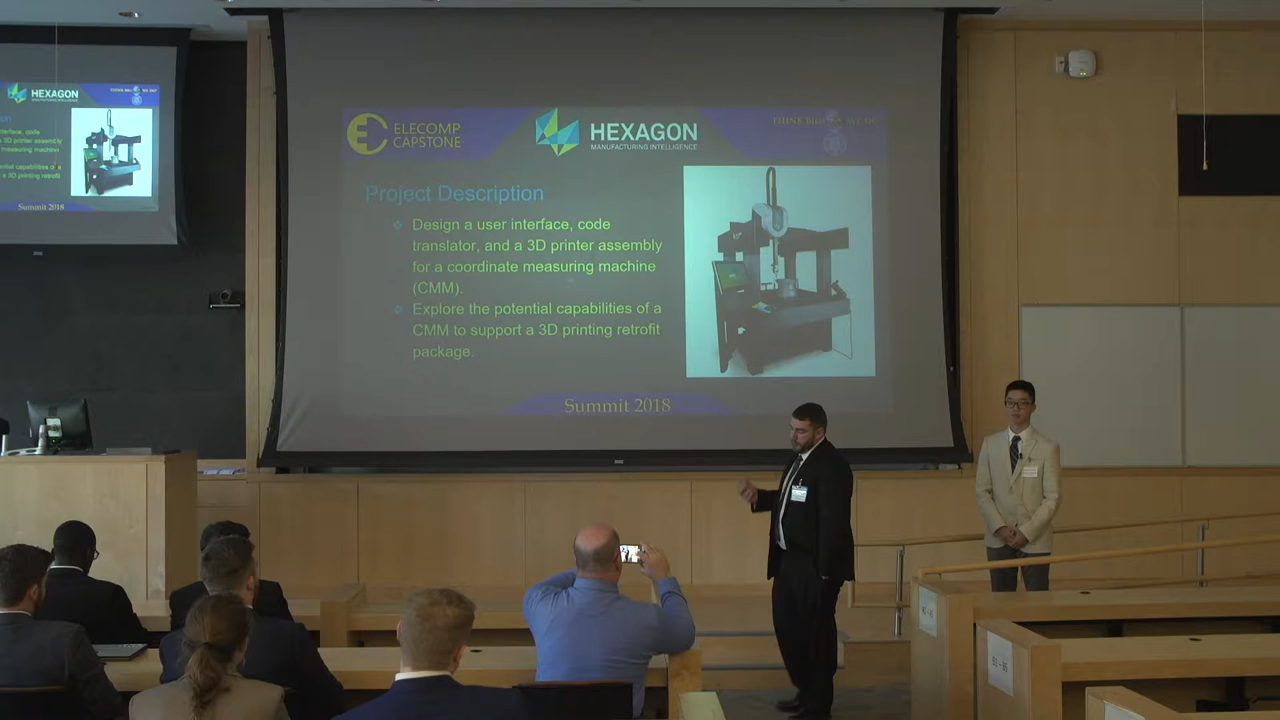 HEXAGON
MANUFACTURING INTELLIGENCE
Summit 2018
ELECOMP
CAPSTONE
HEXAGON
MANUFACTURING INTELLIGENCE
Project Description
Design a user interface, code
translator, and a 3D printer assembly
for a coordinate measuring machine
(CMM).
Explore the potential capabilities of a
CMM to support a 3D printing retrofit
package.
Summit 2018